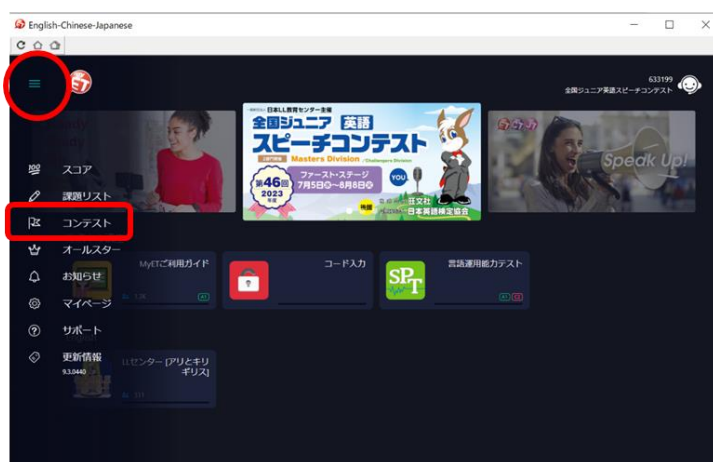 English-Chinese-Japanese
633199
全国ジュニア英語スピーチコンテスト
日本LL教育センター主催
全国ジュニア 英語
スピーチコンテスト
Masters Division
Challengers Division
第46回
2023
年度
ファースト・ステージ
7月5日水~8月8日火
YOU
旺文社
日本英語検定協会
Speak Up!
スコア
課題リスト
コンテスト
オールスター
お知らせ
マイページ
サポート
更新情報
9.3.0440
MyETご利用ガイド
コード入力
SPT
言語運用能力テスト
LLセンター [アリとキリ
ギリス]